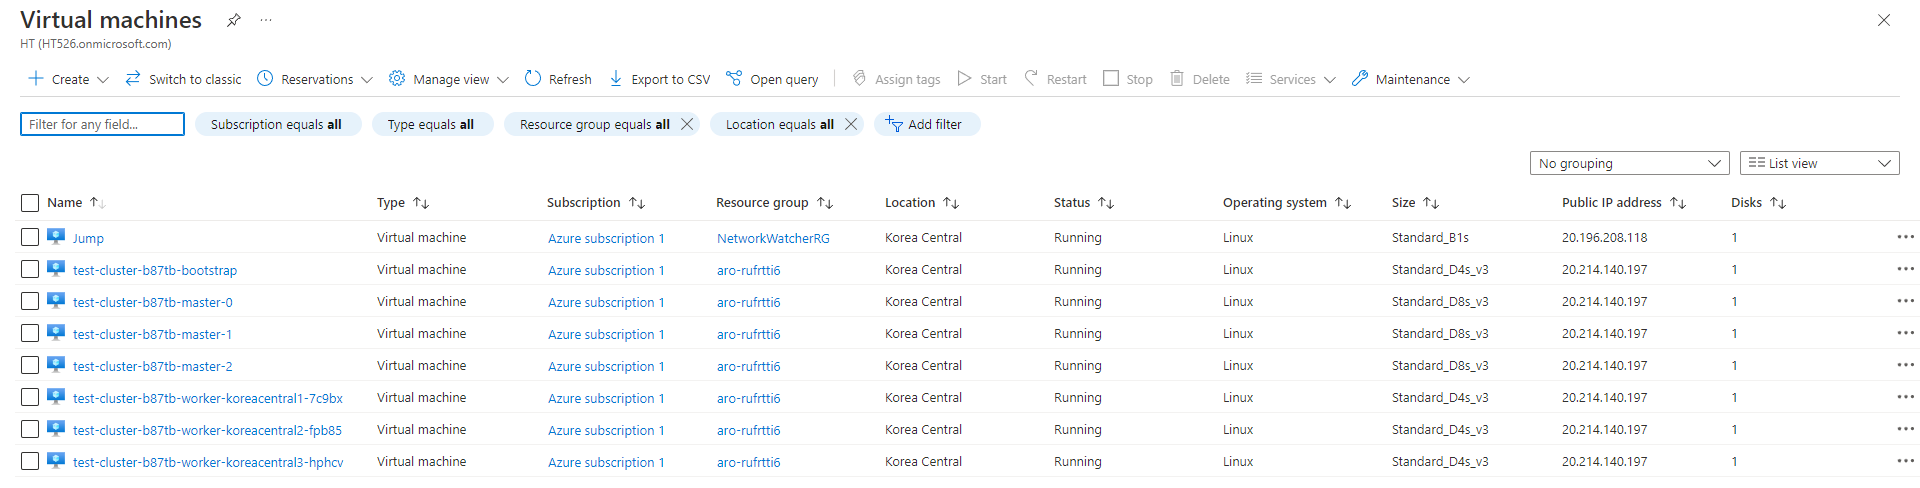 Virtual machines
HT (HT526.onmicrosoft.com)
Create Switch to classic Reservations Manage view Refresh Export to CSV Open query Assign tags Start Restart Stop Delete Services Maintenance
Filter for any field... Subscription equals all Type equals all Resource group equals all Location equals all Add filter
No grouping List view
Name Type Subscription Resource group Location Status Operating system Size Public IP address Disks
Jump Virtual machine Azure subscription 1 NetworkWatcherRG Korea Central Running Linux Standard_B1s 20.196.208.118 1
test-cluster-b87tb-bootstrap Virtual machine Azure subscription 1 aro-rufrtti6 Korea Central Running Linux Standard_D4s_v3 20.214.140.197 1
test-cluster-b87tb-master-0 Virtual machine Azure subscription 1 aro-rufrtti6 Korea Central Running Linux Standard_D8s_v3 20.214.140.197 1
test-cluster-b87tb-master-1 Virtual machine Azure subscription 1 aro-rufrtti6 Korea Central Running Linux Standard_D8s_v3 20.214.140.197 1
test-cluster-b87tb-master-2 Virtual machine Azure subscription 1 aro-rufrtti6 Korea Central Running Linux Standard_D8s_v3 20.214.140.197 1
test-cluster-b87tb-worker-koreacentral1-7c9bx Virtual machine Azure subscription 1 aro-rufrtti6 Korea Central Running Linux Standard_D4s_v3 20.214.140.197 1
test-cluster-b87tb-worker-koreacentral2-fpb85 Virtual machine Azure subscription 1 aro-rufrtti6 Korea Central Running Linux Standard_D4s_v3 20.214.140.197 1
test-cluster-b87tb-worker-koreacentral3-hphcv Virtual machine Azure subscription 1 aro-rufrtti6 Korea Central Running Linux Standard_D4s_v3 20.214.140.197 1